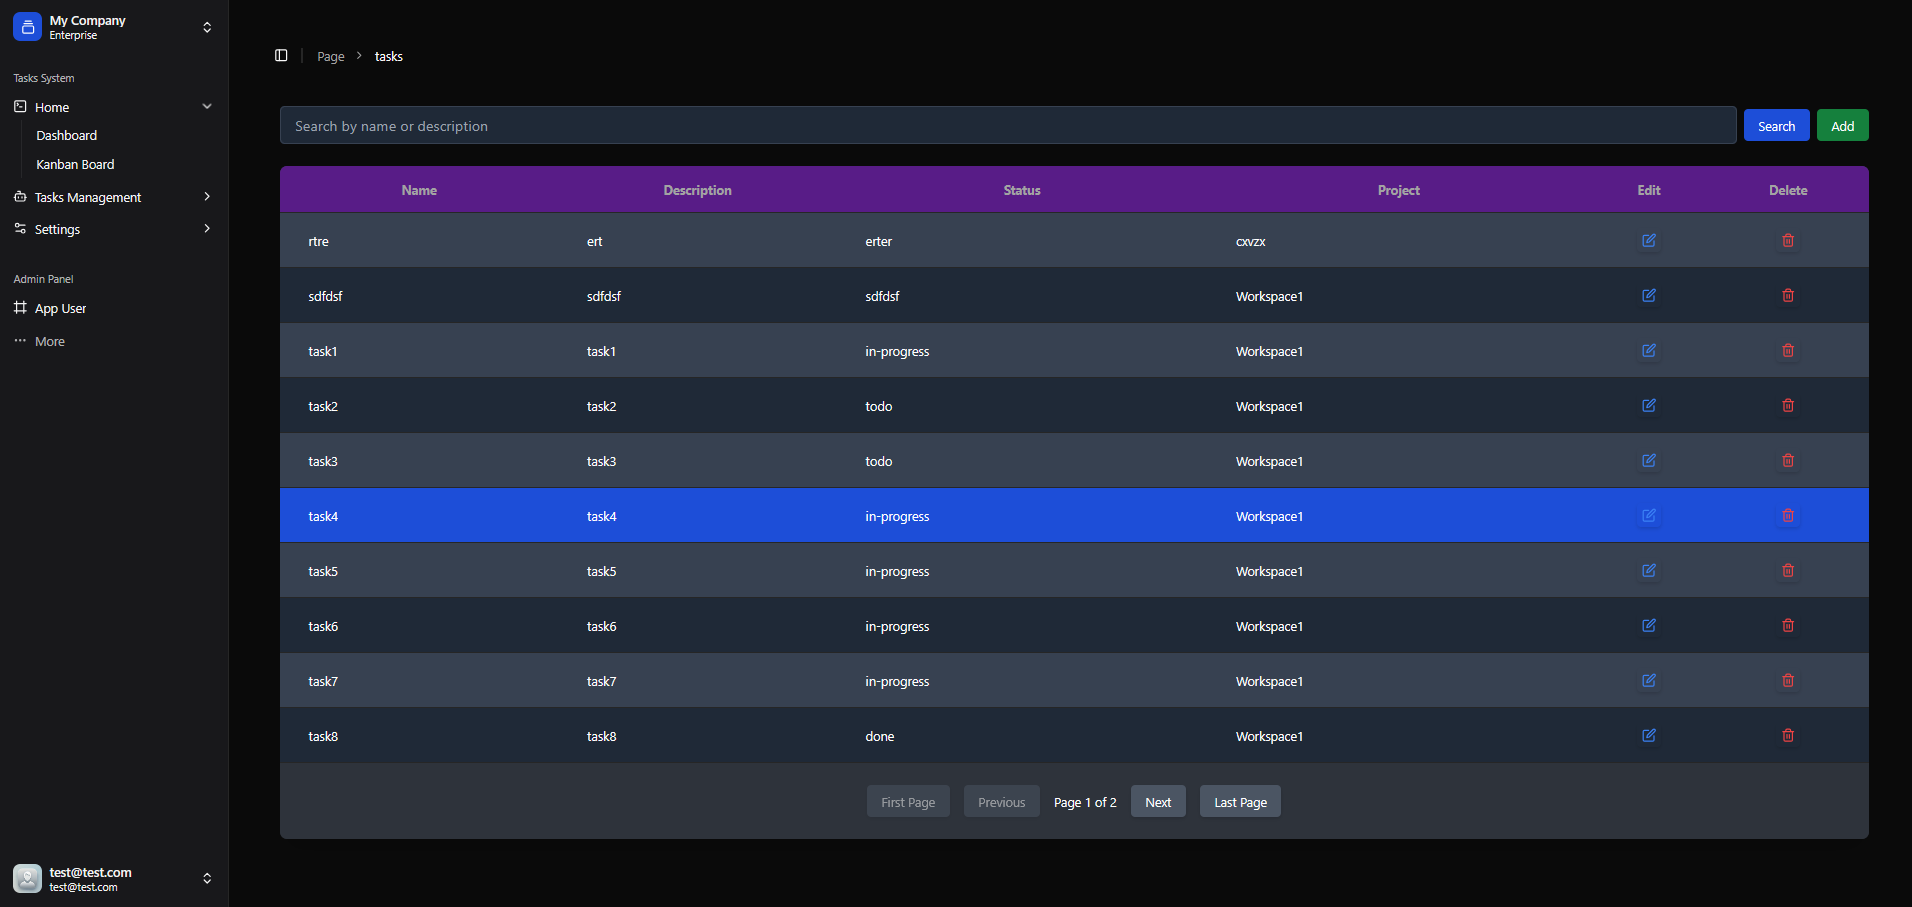 My Company
Enterprise
Tasks System
Home
Dashboard
Kanban Board
Tasks Management
Settings
Admin Panel
App User
More
test@test.com
test@test.com
Page > tasks
Search by name or description Search Add
Name Description Status Project Edit Delete
rtre ert erter cxvzx
sdfdsf sdfdsf sdfdsf Workspace1
task1 task1 in-progress Workspace1
task2 task2 todo Workspace1
task3 task3 todo Workspace1
task4 task4 in-progress Workspace1
task5 task5 in-progress Workspace1
task6 task6 in-progress Workspace1
task7 task7 in-progress Workspace1
task8 task8 done Workspace1
First Page Previous Page 1 of 2 Next Last Page